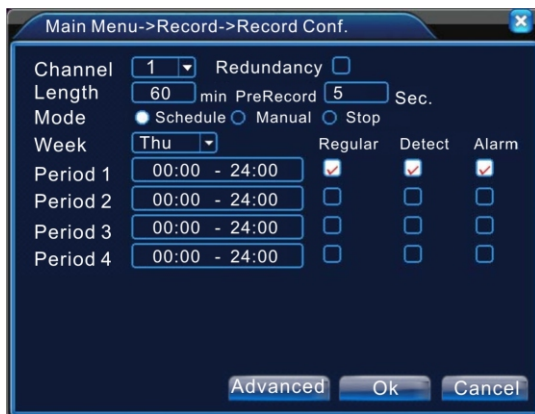 Main Menu->Record->Record Conf.
Channel 1 Redundancy
Length 60 min PreRecord 5 Sec.
Mode Schedule Manual Stop
Week Thu Regular Detect Alarm
Period 1 00:00 - 24:00
Period 2 00:00 - 24:00
Period 3 00:00 - 24:00
Period 4 00:00 - 24:00
Advanced Ok Cancel